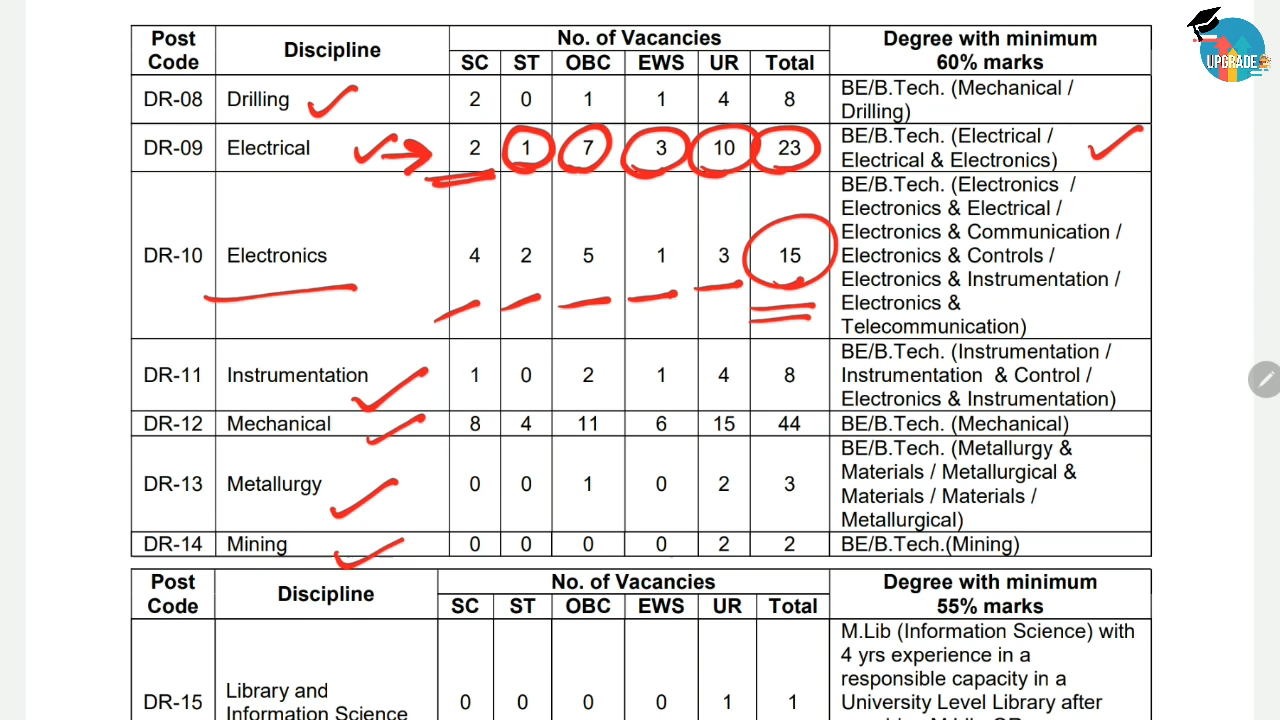 Post Code Discipline No. of Vacancies Degree with minimum 60% marks
SC ST OBC EWS UR Total
DR-08 Drilling 2 0 1 1 4 8 BE/B.Tech. (Mechanical /
Drilling)
DR-09 Electrical 2 1 7 3 10 23 BE/B.Tech. (Electrical /
Electrical & Electronics)
DR-10 Electronics 4 2 5 1 3 15 BE/B.Tech. (Electronics /
Electronics & Electrical /
Electronics & Communication /
Electronics & Controls /
Electronics & Instrumentation /
Electronics &
Telecommunication)
DR-11 Instrumentation 1 0 2 1 4 8 BE/B.Tech. (Instrumentation /
Instrumentation & Control /
Electronics & Instrumentation)
DR-12 Mechanical 8 4 11 6 15 44 BE/B.Tech. (Mechanical)
DR-13 Metallurgy 0 0 1 0 2 3 BE/B.Tech. (Metallurgy &
Materials / Metallurgical &
Materials / Materials /
Metallurgical)
DR-14 Mining 0 0 0 0 2 2 BE/B.Tech.(Mining)
Post Code Discipline No. of Vacancies Degree with minimum 55% marks
SC ST OBC EWS UR Total
DR-15 Library and
Information Science 0 0 0 0 1 1 M.Lib (Information Science) with
4 yrs experience in a
responsible capacity in a
University Level Library after
UPGRADE